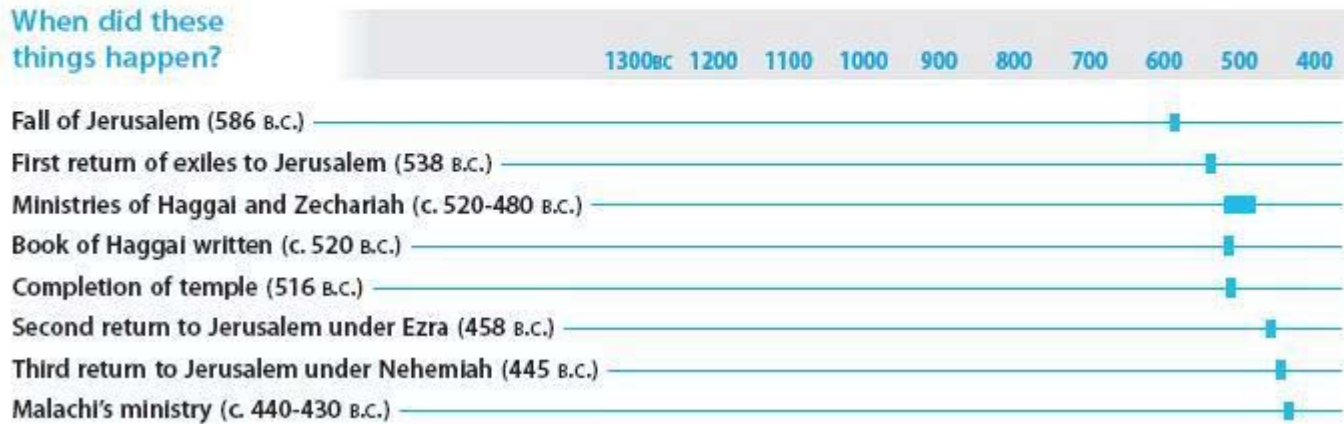 When did these
things happen?
1300BC 1200 1100 1000 900 800 700 600 500 400
Fall of Jerusalem (586 B.C.)
First return of exiles to Jerusalem (538 B.C.)
Ministries of Haggai and Zechariah (c. 520-480 B.C.)
Book of Haggai written (c. 520 B.C.)
Completion of temple (516 B.C.)
Second return to Jerusalem under Ezra (458 B.C.)
Third return to Jerusalem under Nehemiah (445 B.C.)
Malachi's ministry (c. 440-430 B.C.)